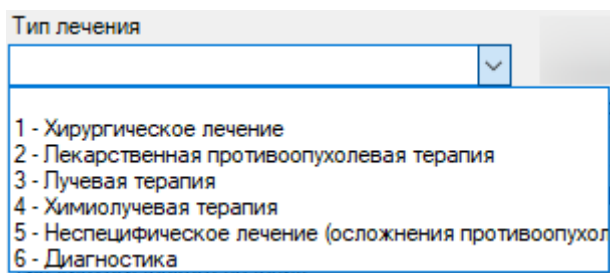 Тип лечения
1 - Хирургическое лечение
2 - Лекарственная противоопухолевая терапия
3 - Лучевая терапия
4 - Химиолучевая терапия
5 - Неспецифическое лечение (осложнения противоопухол
6 - Диагностика